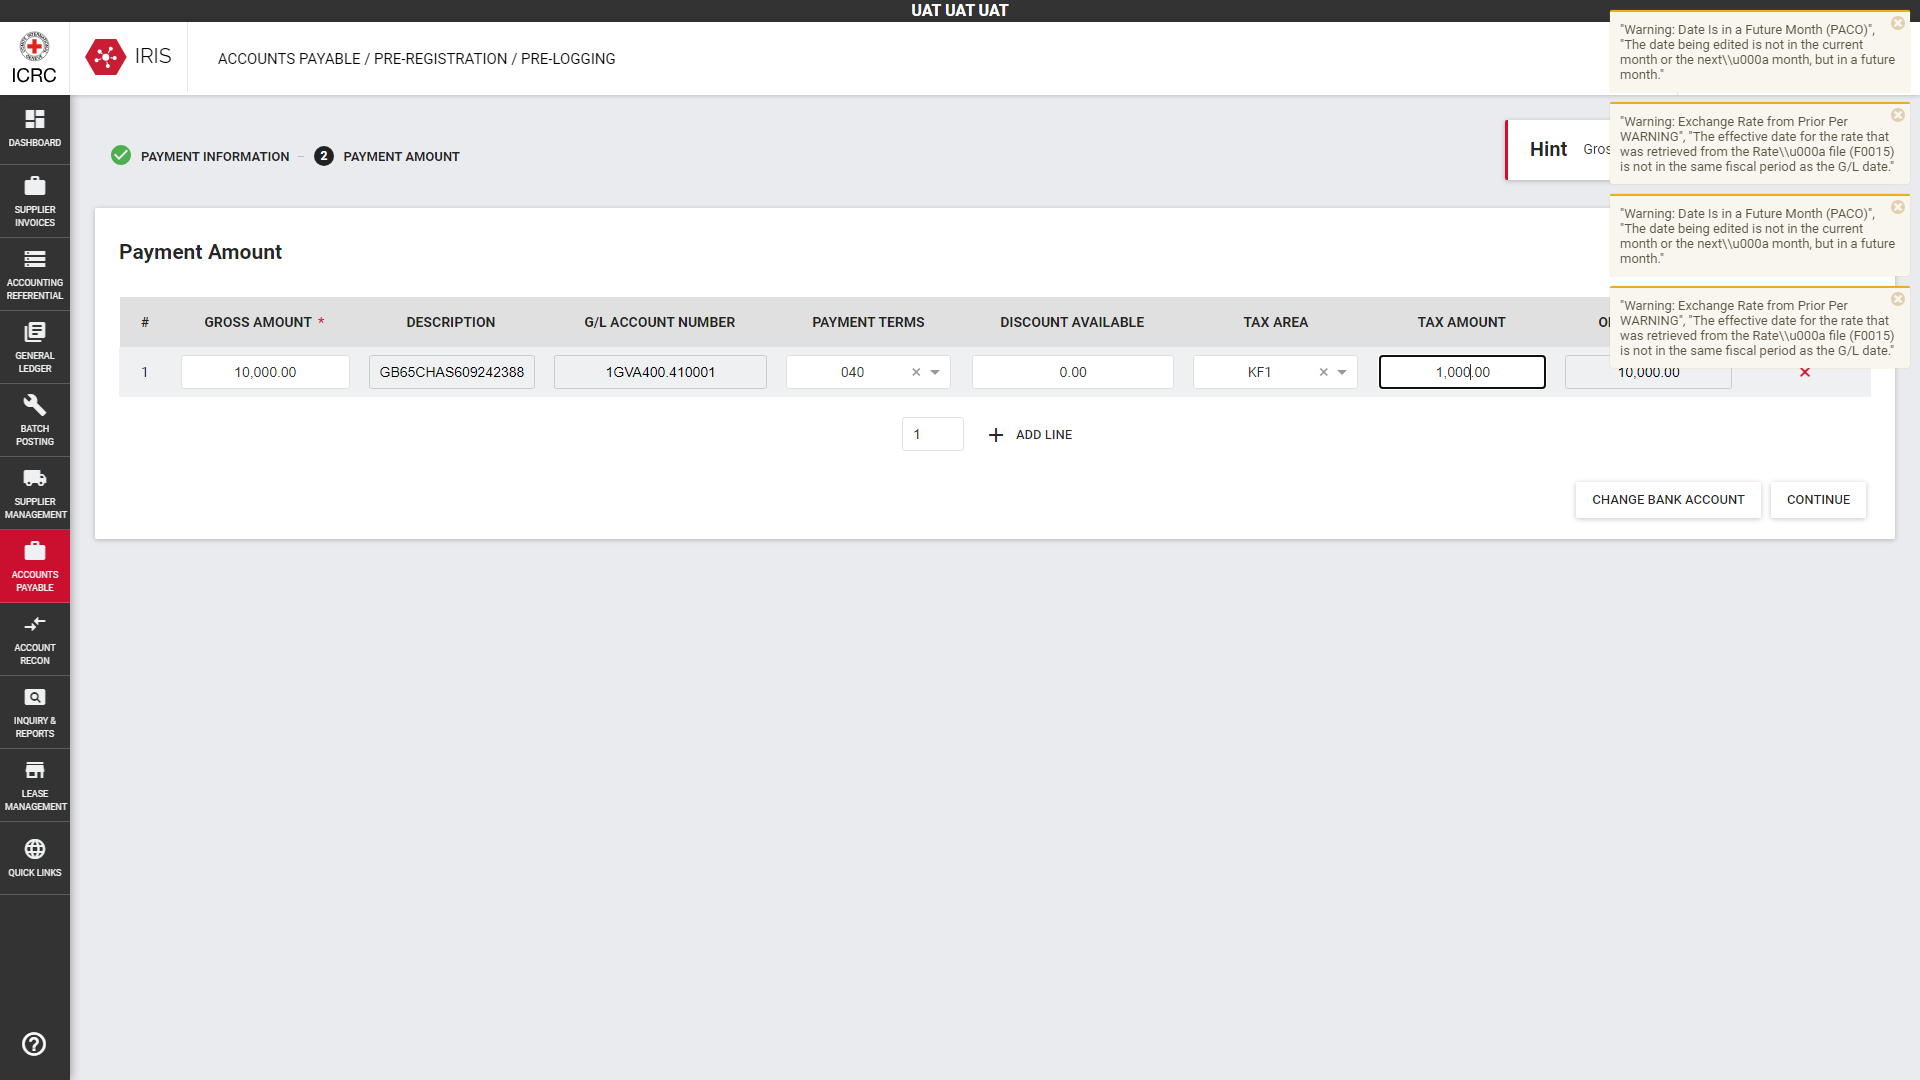 UAT UAT UAT
ICRC
IRIS
ACCOUNTS PAYABLE / PRE-REGISTRATION / PRE-LOGGING
"Warning: Date Is in a Future Month (PACO)",
"The date being edited is not in the current
month or the next\\u000a month, but in a future
month."
"Warning: Exchange Rate from Prior Per
WARNING", "The effective date for the rate that
was retrieved from the Rate\\u000a file (F0015)
is not in the same fiscal period as the G/L date."
"Warning: Date Is in a Future Month (PACO)",
"The date being edited is not in the current
month or the next\\u000a month, but in a future
month."
"Warning: Exchange Rate from Prior Per
WARNING", "The effective date for the rate that
was retrieved from the Rate\\u000a file (F0015)
is not in the same fiscal period as the G/L date."
DASHBOARD
SUPPLIER
INVOICES
ACCOUNTING
REFERENTIAL
GENERAL
LEDGER
BATCH
POSTING
SUPPLIER
MANAGEMENT
ACCOUNTS
PAYABLE
ACCOUNT
RECON
INQUIRY &
REPORTS
LEASE
MANAGEMENT
QUICK LINKS
PAYMENT INFORMATION
2 PAYMENT AMOUNT
Hint
Payment Amount
# GROSS AMOUNT * DESCRIPTION G/L ACCOUNT NUMBER PAYMENT TERMS DISCOUNT AVAILABLE TAX AREA TAX AMOUNT
1 10,000.00 GB65CHAS609242388 1GVA400.410001 040 0.00 KF1 1,000.00 10,000.00
1 ADD LINE
CHANGE BANK ACCOUNT CONTINUE